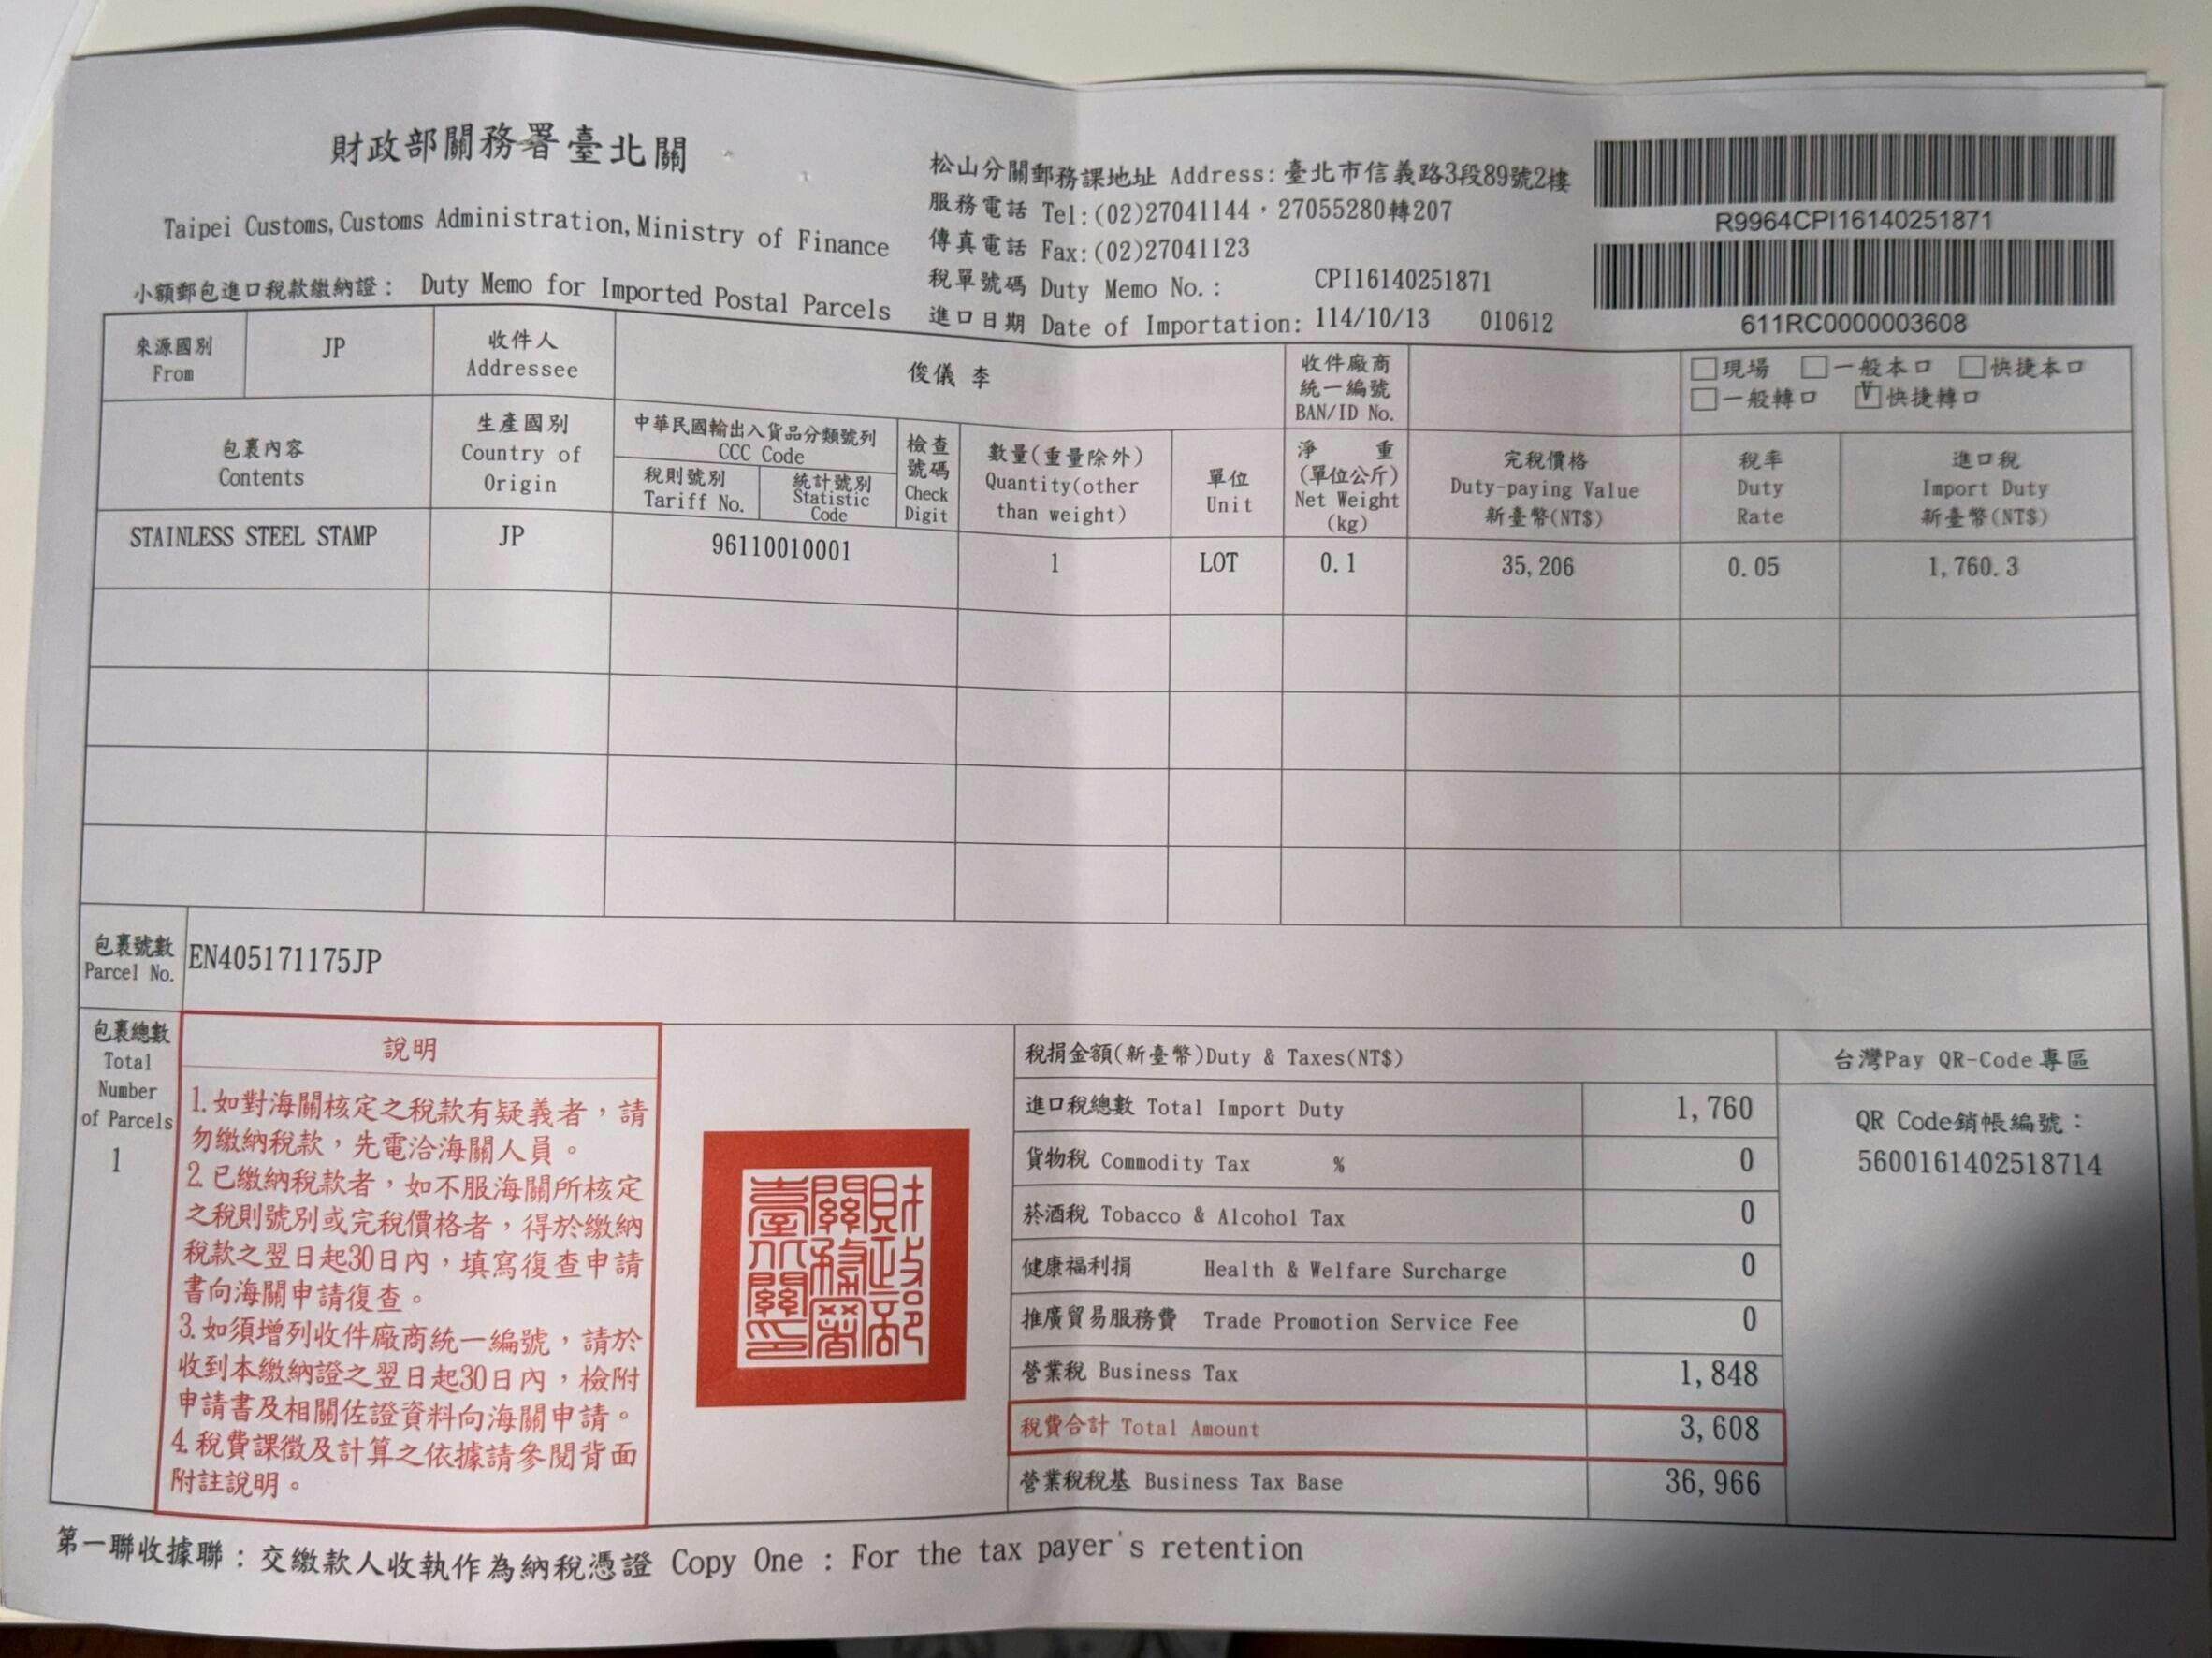 財政部關務署臺北關
Taipei Customs,Customs Administration,Ministry of Finance
小額郵包進口稅款繳納證： Duty Memo for Imported Postal Parcels
松山分關郵務課地址 Address:臺北市信義路3段89號2樓
服務電話 Tel:(02)27041144，27055280轉207
傳真電話 Fax:(02)27041123
稅單號碼 Duty Memo No.: CPI16140251871
進口日期 Date of Importation: 114/10/13 010612
R9964CPI16140251871
611RC0000003608
來源國別 From
JP
收件人 Addressee
俊儀 李
收件廠商統一編號 BAN/ID No.
□現場 □一般本口 □快捷本口
□一般轉口 ☑快捷轉口
包裹內容 Contents
生產國別 Country of Origin
中華民國輸出入貨品分類號列 CCC Code
稅則號別 Tariff No.
統計號別 Statistic Code
檢查號碼 Check Digit
數量(重量除外) Quantity(other than weight)
單位 Unit
淨 重 (單位公斤) Net Weight (kg)
完稅價格 Duty-paying Value 新臺幣(NT$)
稅率 Duty Rate
進口稅 Import Duty 新臺幣(NT$)
STAINLESS STEEL STAMP JP 96110010001 1 LOT 0.1 35,206 0.05 1,760.3
包裹號數 Parcel No.
EN405171175JP
包裹總數 Total Number of Parcels
1
說明
1.如對海關核定之稅款有疑義者，請
勿繳納稅款，先電洽海關人員。
2.已繳納稅款者，如不服海關所核定
之稅則號別或完稅價格者，得於繳納
稅款之翌日起30日內，填寫復查申請
書向海關申請復查。
3.如須增列收件廠商統一編號，請於
收到本繳納證之翌日起30日內，檢附
申請書及相關佐證資料向海關申請。
4.稅費課徵及計算之依據請參閱背面
附註說明。
財政部
關務署
臺北關印
稅捐金額(新臺幣)Duty & Taxes(NT$)
進口稅總數 Total Import Duty 1,760
貨物稅 Commodity Tax % 0
菸酒稅 Tobacco & Alcohol Tax 0
健康福利捐 Health & Welfare Surcharge 0
推廣貿易服務費 Trade Promotion Service Fee 0
營業稅 Business Tax 1,848
稅費合計 Total Amount 3,608
營業稅稅基 Business Tax Base 36,966
台灣Pay QR-Code專區
QR Code銷帳編號：
5600161402518714
第一聯收據聯：交繳款人收執作為納稅憑證 Copy One : For the tax payer's retention